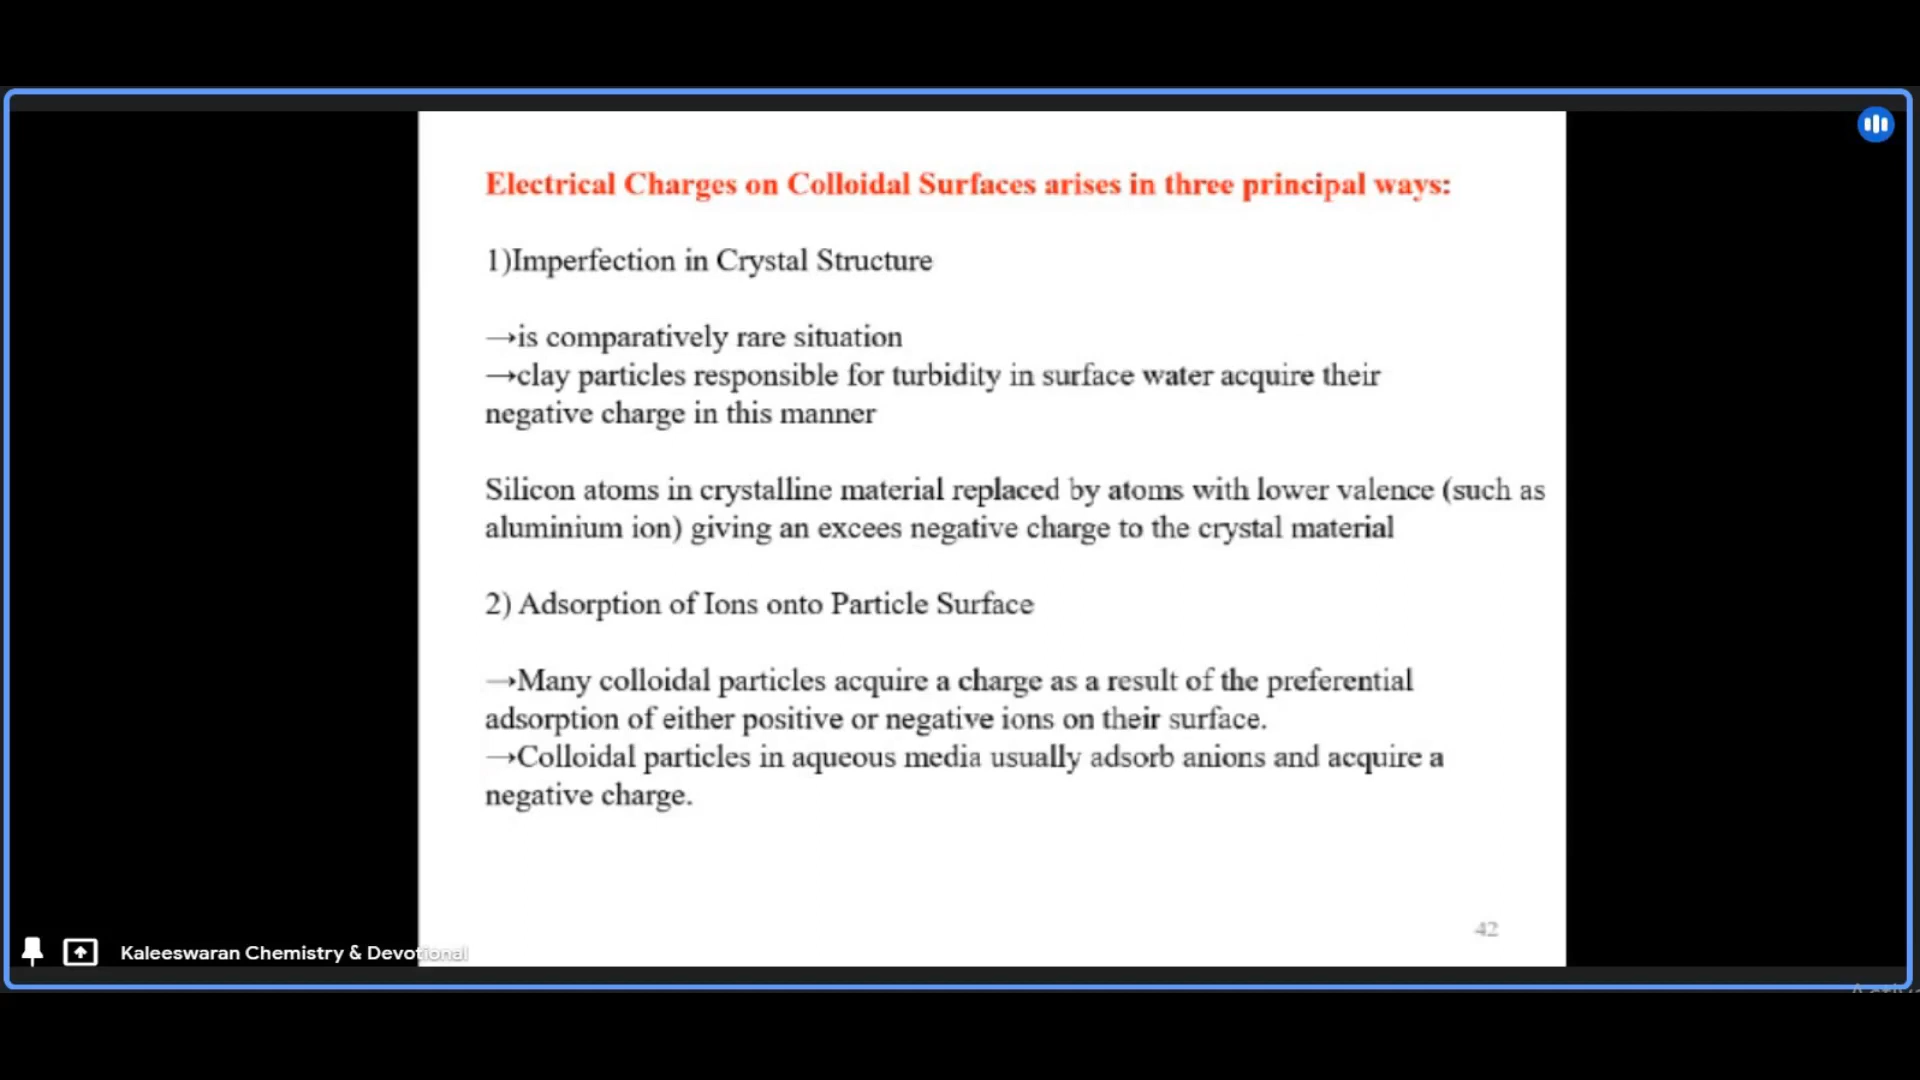 Electrical Charges on Colloidal Surfaces arises in three principal ways:
1)Imperfection in Crystal Structure
→is comparatively rare situation
→clay particles responsible for turbidity in surface water acquire their
negative charge in this manner
Silicon atoms in crystalline material replaced by atoms with lower valence (such as
aluminium ion) giving an excees negative charge to the crystal material
2) Adsorption of Ions onto Particle Surface
→Many colloidal particles acquire a charge as a result of the preferential
adsorption of either positive or negative ions on their surface.
→Colloidal particles in aqueous media usually adsorb anions and acquire a
negative charge.
42
Kaleeswaran Chemistry & Devotional